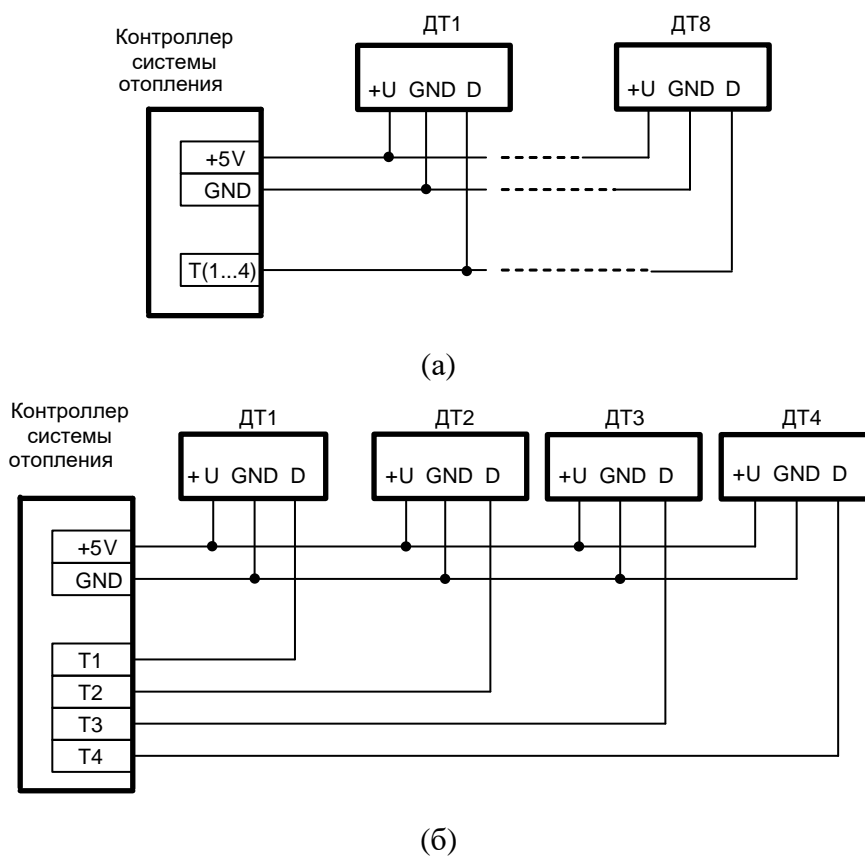 Контроллер
системы
отопления
ДТ1
ДТ8
+U GND D
+U GND D
+5V
GND
T(1...4)
(а)
Контроллер
системы
отопления
ДТ1
ДТ2
ДТ3
ДТ4
+ U GND D
+U GND D
+U GND D
+U GND D
+5V
GND
T1
T2
T3
T4
(б)